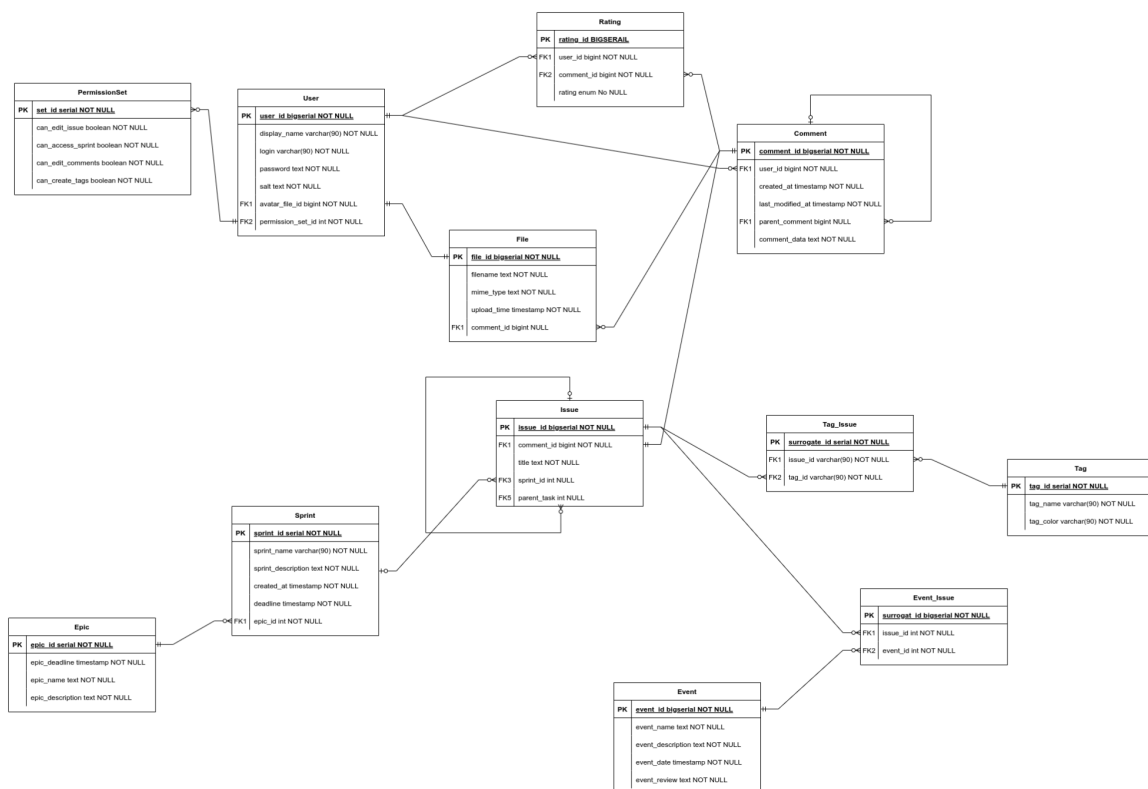 Rating
PK rating_id BIGSERAIL
FK1 user_id bigint NOT NULL
FK2 comment_id bigint NOT NULL
rating enum No NULL
PermissionSet
PK set_id serial NOT NULL
can_edit_issue boolean NOT NULL
can_access_sprint boolean NOT NULL
can_edit_comments boolean NOT NULL
can_create_tags boolean NOT NULL
User
PK user_id bigserial NOT NULL
display_name varchar(90) NOT NULL
login varchar(90) NOT NULL
password text NOT NULL
salt text NOT NULL
FK1 avatar_file_id bigint NOT NULL
FK2 permission_set_id int NOT NULL
Comment
PK comment_id bigserial NOT NULL
FK1 user_id bigint NOT NULL
created_at timestamp NOT NULL
last_modified_at timestamp NOT NULL
FK1 parent_comment bigint NULL
comment_data text NOT NULL
File
PK file_id bigserial NOT NULL
filename text NOT NULL
mime_type text NOT NULL
upload_time timestamp NOT NULL
FK1 comment_id bigint NULL
Issue
PK issue_id bigserial NOT NULL
FK1 comment_id bigint NOT NULL
title text NOT NULL
FK3 sprint_id int NULL
FK5 parent_task int NULL
Tag_Issue
PK surrogate_id serial NOT NULL
FK1 issue_id varchar(90) NOT NULL
FK2 tag_id varchar(90) NOT NULL
Tag
PK tag_id serial NOT NULL
tag_name varchar(90) NOT NULL
tag_color varchar(90) NOT NULL
Sprint
PK sprint_id serial NOT NULL
sprint_name varchar(90) NOT NULL
sprint_description text NOT NULL
created_at timestamp NOT NULL
deadline timestamp NOT NULL
FK1 epic_id int NOT NULL
Epic
PK epic_id serial NOT NULL
epic_deadline timestamp NOT NULL
epic_name text NOT NULL
epic_description text NOT NULL
Event_Issue
PK surrogat_id bigserial NOT NULL
FK1 issue_id int NOT NULL
FK2 event_id int NOT NULL
Event
PK event_id bigserial NOT NULL
event_name text NOT NULL
event_description text NOT NULL
event_date timestamp NOT NULL
event_review text NOT NULL